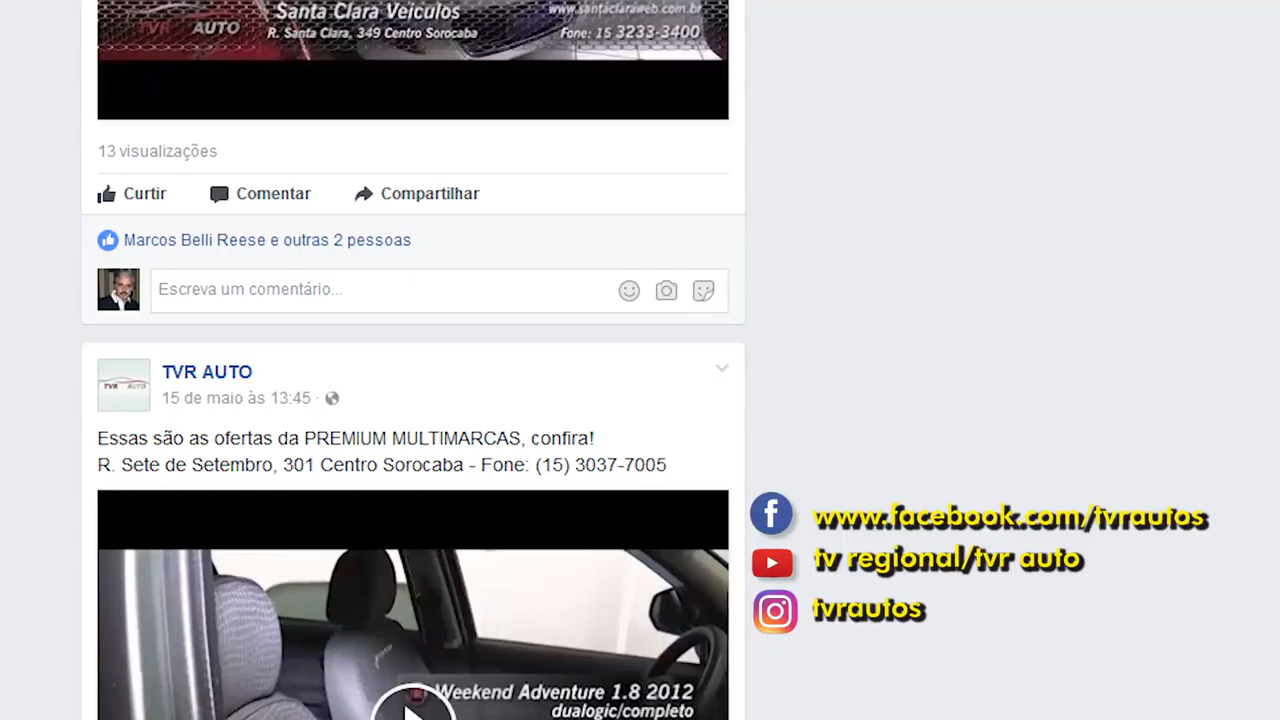 Santa Clara Veículos
www.santaclaraweb.com.br
TVR AUTO
R. Santa Clara, 349 Centro Sorocaba
Fone: 15 3233-3400
13 visualizações
Curtir Comentar Compartilhar
Marcos Belli Reese e outras 2 pessoas
Escreva um comentário...
TVR AUTO
TVR AUTO
15 de maio às 13:45 ·
Essas são as ofertas da PREMIUM MULTIMARCAS, confira!
R. Sete de Setembro, 301 Centro Sorocaba - Fone: (15) 3037-7005
www.facebook.com/tvrautos
tv regional/tvr auto
tvrautos
Weekend Adventure 1.8 2012
dualogic/completo